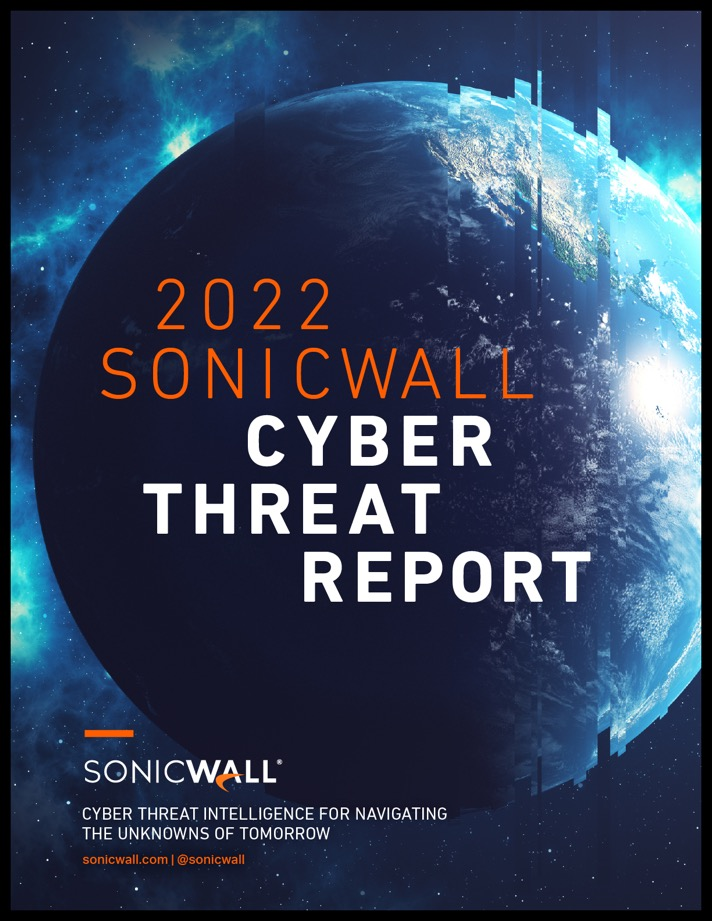 2022
SONICWALL
CYBER
THREAT
REPORT
SONICWALL®
CYBER THREAT INTELLIGENCE FOR NAVIGATING
THE UNKNOWNS OF TOMORROW
sonicwall.com | @sonicwall